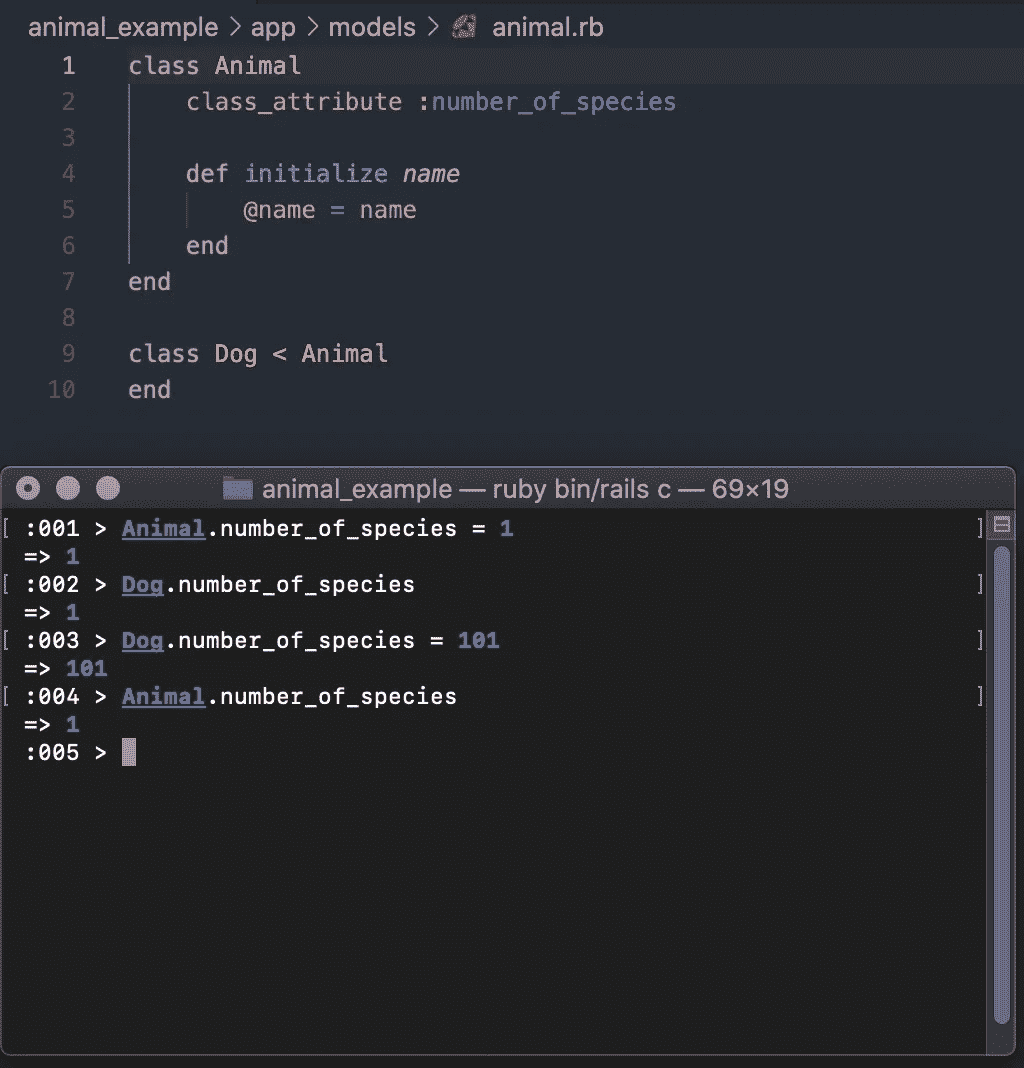 animal_example > app > models > animal.rb
1 class Animal
2 class_attribute :number_of_species
3
4 def initialize name
5 @name = name
6 end
7 end
8
9 class Dog < Animal
10 end
animal_example — ruby bin/rails c — 69×19
[ :001 > Animal.number_of_species = 1 ]
=> 1
[ :002 > Dog.number_of_species ]
=> 1
[ :003 > Dog.number_of_species = 101 ]
=> 101
[ :004 > Animal.number_of_species ]
=> 1
:005 >